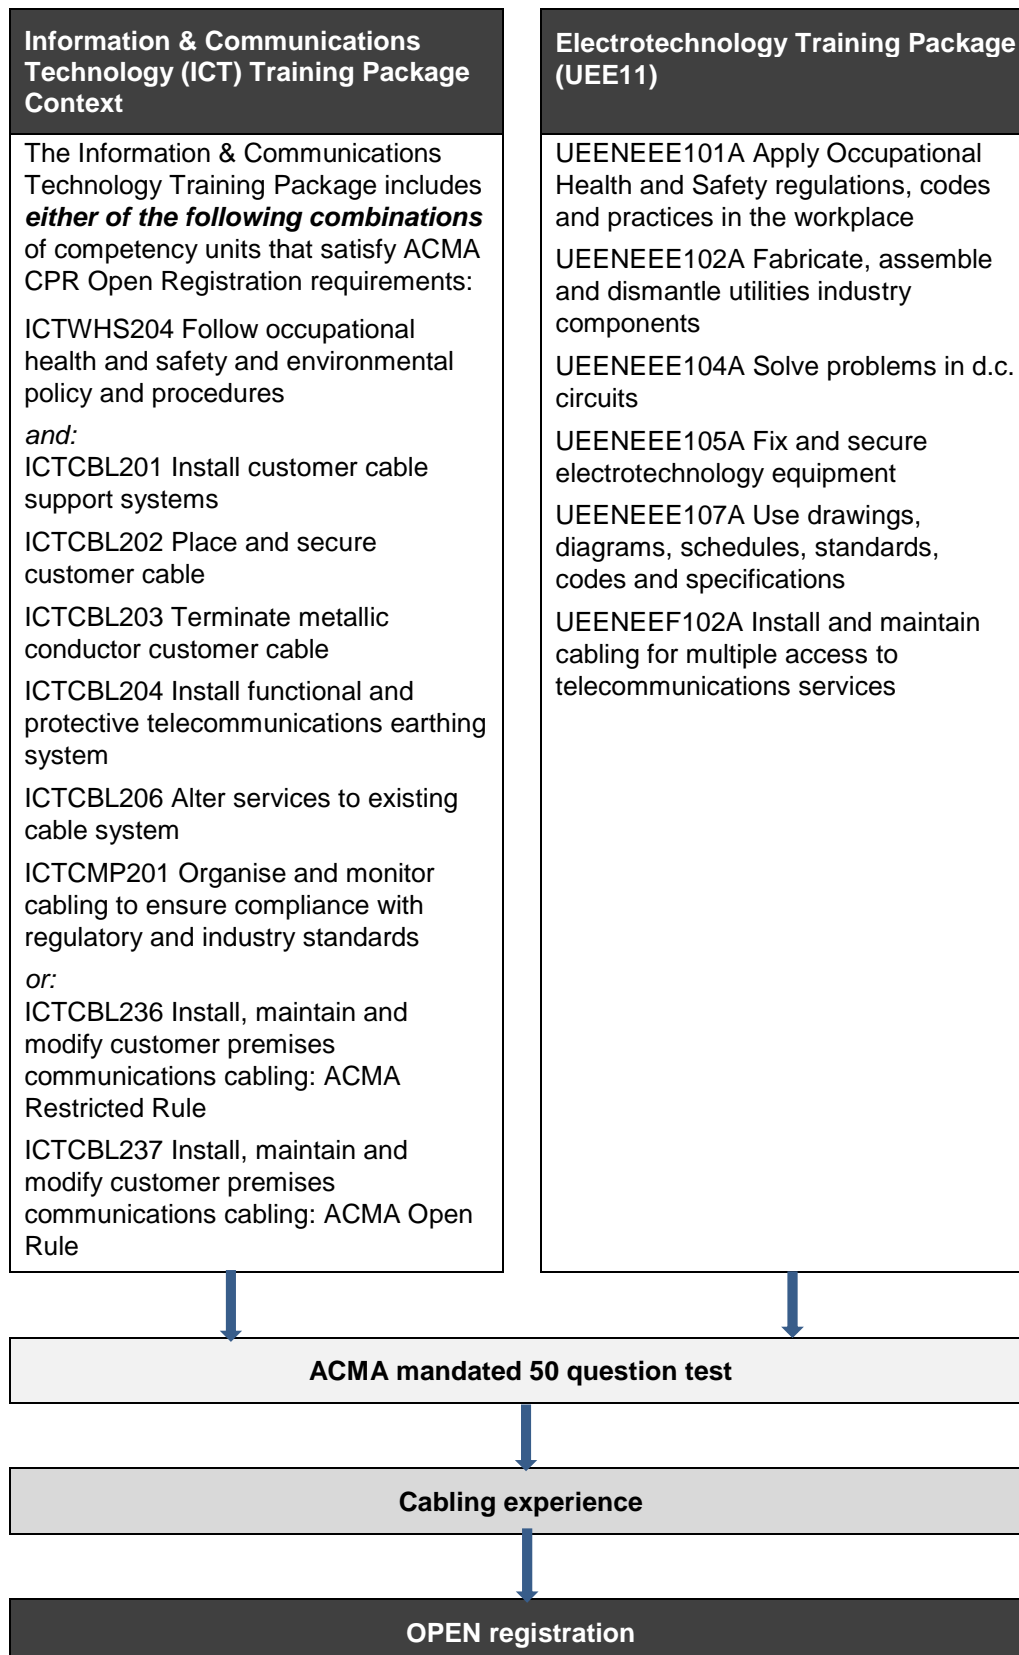 Information & Communications
Technology (ICT) Training Package
Context
The Information & Communications
Technology Training Package includes
either of the following combinations
of competency units that satisfy ACMA
CPR Open Registration requirements:
ICTWHS204 Follow occupational
health and safety and environmental
policy and procedures
and:
ICTCBL201 Install customer cable
support systems
ICTCBL202 Place and secure
customer cable
ICTCBL203 Terminate metallic
conductor customer cable
ICTCBL204 Install functional and
protective telecommunications earthing
system
ICTCBL206 Alter services to existing
cable system
ICTCMP201 Organise and monitor
cabling to ensure compliance with
regulatory and industry standards
or:
ICTCBL236 Install, maintain and
modify customer premises
communications cabling: ACMA
Restricted Rule
ICTCBL237 Install, maintain and
modify customer premises
communications cabling: ACMA Open
Rule
Electrotechnology Training Package
(UEE11)
UEENEEE101A Apply Occupational
Health and Safety regulations, codes
and practices in the workplace
UEENEEE102A Fabricate, assemble
and dismantle utilities industry
components
UEENEEE104A Solve problems in d.c.
circuits
UEENEEE105A Fix and secure
electrotechnology equipment
UEENEEE107A Use drawings,
diagrams, schedules, standards,
codes and specifications
UEENEEF102A Install and maintain
cabling for multiple access to
telecommunications services
ACMA mandated 50 question test
Cabling experience
OPEN registration